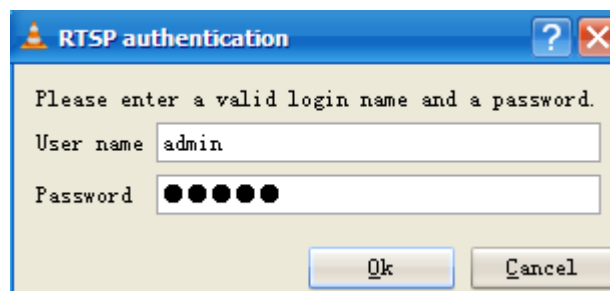 RTSP authentication
Please enter a valid login name and a password.
User name admin
Password ●●●●●
Ok Cancel